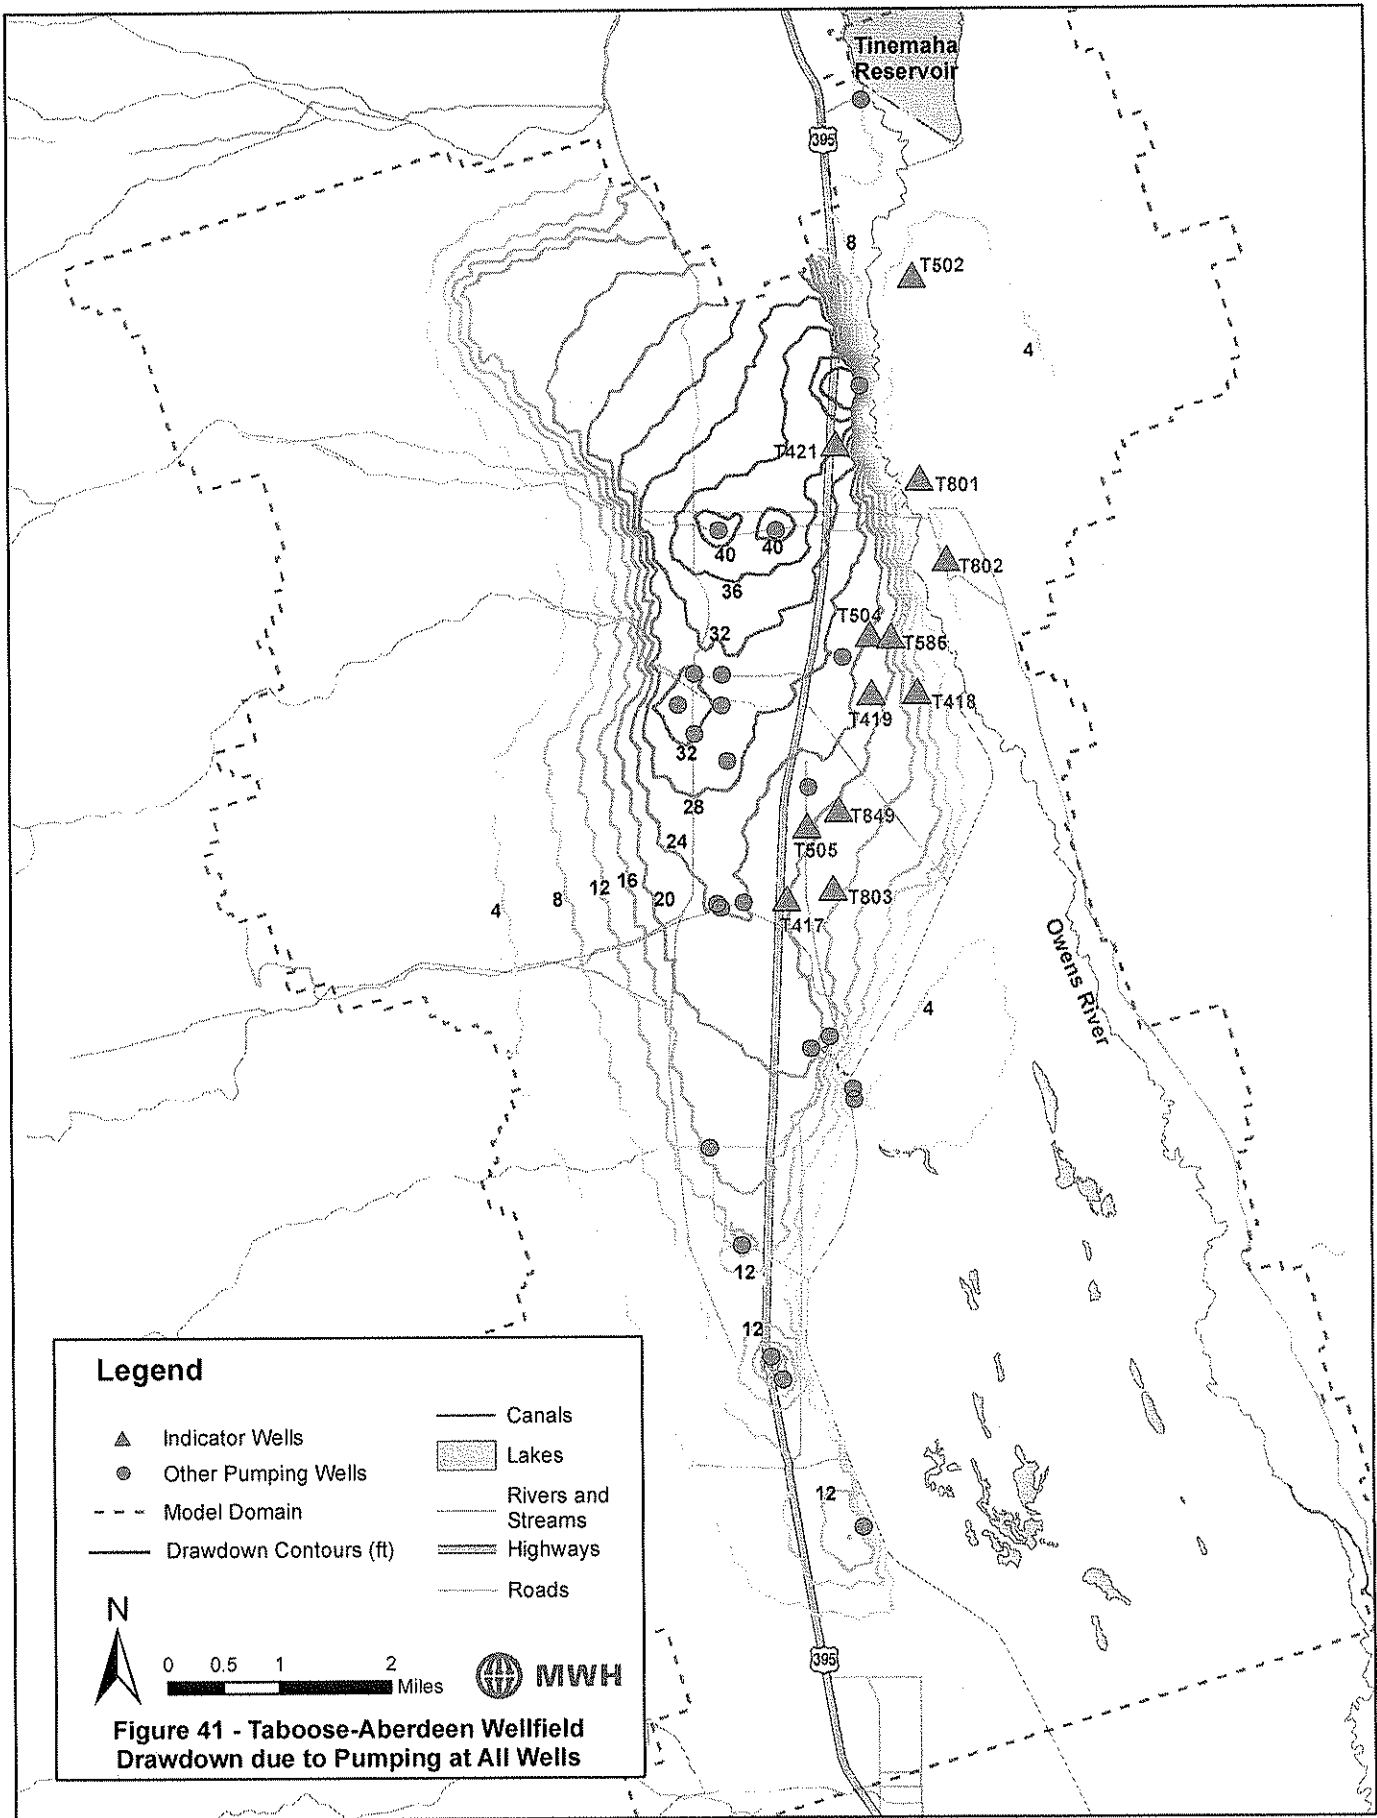 Tinemaha
Reservoir
395
8
T502
4
T421
T801
40
40
T802
36
T504
32
T586
T419
T418
32
28
T849
24
T505
16
12
8
20
4
T803
T417
Owens River
4
12
12
12
395
Legend
Indicator Wells
Other Pumping Wells
Model Domain
Drawdown Contours (ft)
Canals
Lakes
Rivers and
Streams
Highways
Roads
N
0 0.5 1 2
Miles
MWH
Figure 41 - Taboose-Aberdeen Wellfield
Drawdown due to Pumping at All Wells